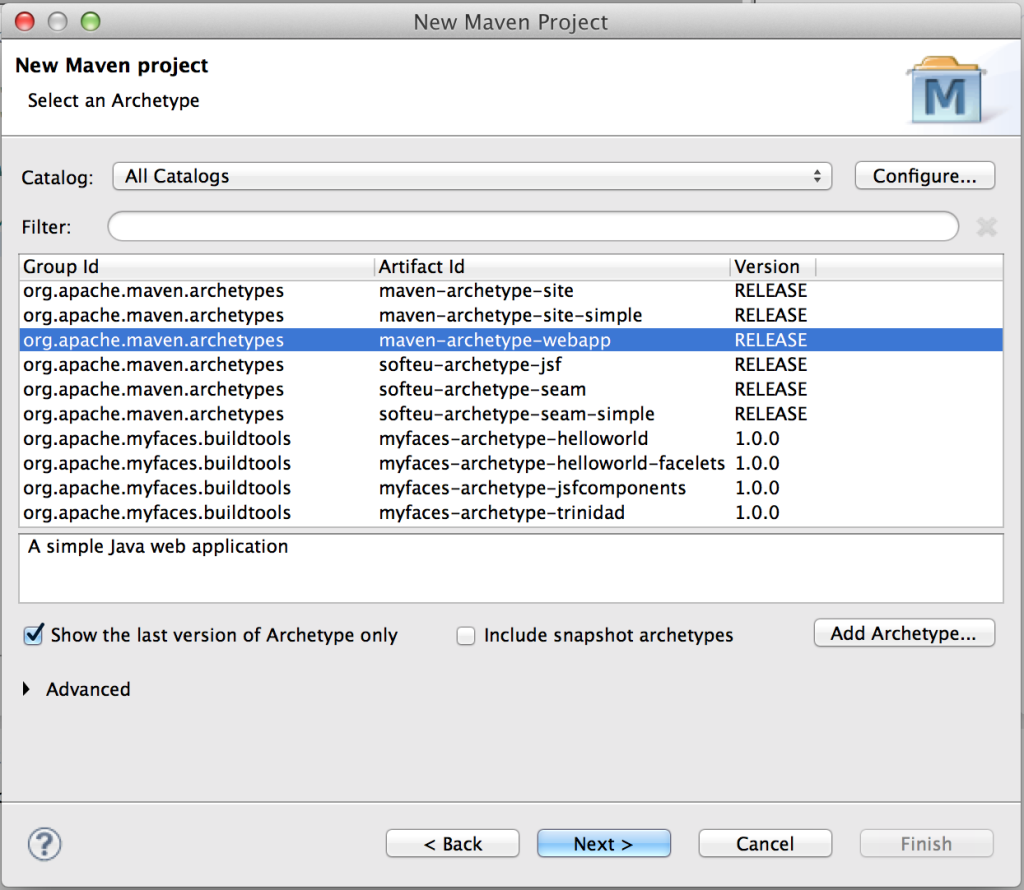 New Maven Project
New Maven project
Select an Archetype
M
Catalog: All Catalogs Configure...
Filter:
Group Id Artifact Id Version
org.apache.maven.archetypes maven-archetype-site RELEASE
org.apache.maven.archetypes maven-archetype-site-simple RELEASE
org.apache.maven.archetypes maven-archetype-webapp RELEASE
org.apache.maven.archetypes softeu-archetype-jsf RELEASE
org.apache.maven.archetypes softeu-archetype-seam RELEASE
org.apache.maven.archetypes softeu-archetype-seam-simple RELEASE
org.apache.myfaces.buildtools myfaces-archetype-helloworld 1.0.0
org.apache.myfaces.buildtools myfaces-archetype-helloworld-facelets 1.0.0
org.apache.myfaces.buildtools myfaces-archetype-jsfcomponents 1.0.0
org.apache.myfaces.buildtools myfaces-archetype-trinidad 1.0.0
A simple Java web application
Show the last version of Archetype only Include snapshot archetypes Add Archetype...
Advanced
? < Back Next > Cancel Finish